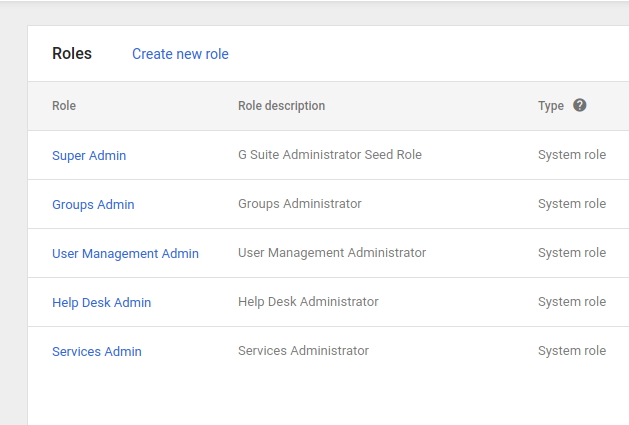 Roles Create new role
Role Role description Type ?
Super Admin G Suite Administrator Seed Role System role
Groups Admin Groups Administrator System role
User Management Admin User Management Administrator System role
Help Desk Admin Help Desk Administrator System role
Services Admin Services Administrator System role